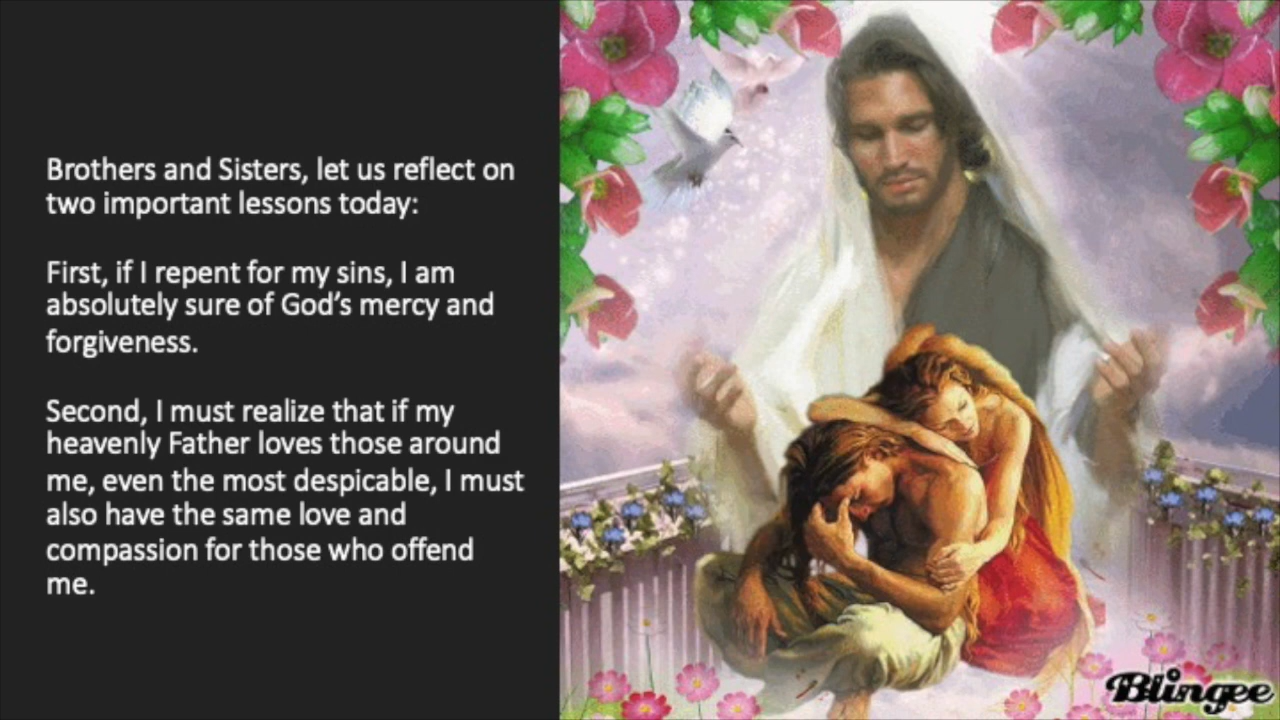 Brothers and Sisters, let us reflect on
two important lessons today:
First, if I repent for my sins, I am
absolutely sure of God’s mercy and
forgiveness.
Second, I must realize that if my
heavenly Father loves those around
me, even the most despicable, I must
also have the same love and
compassion for those who offend
me.
Blingee